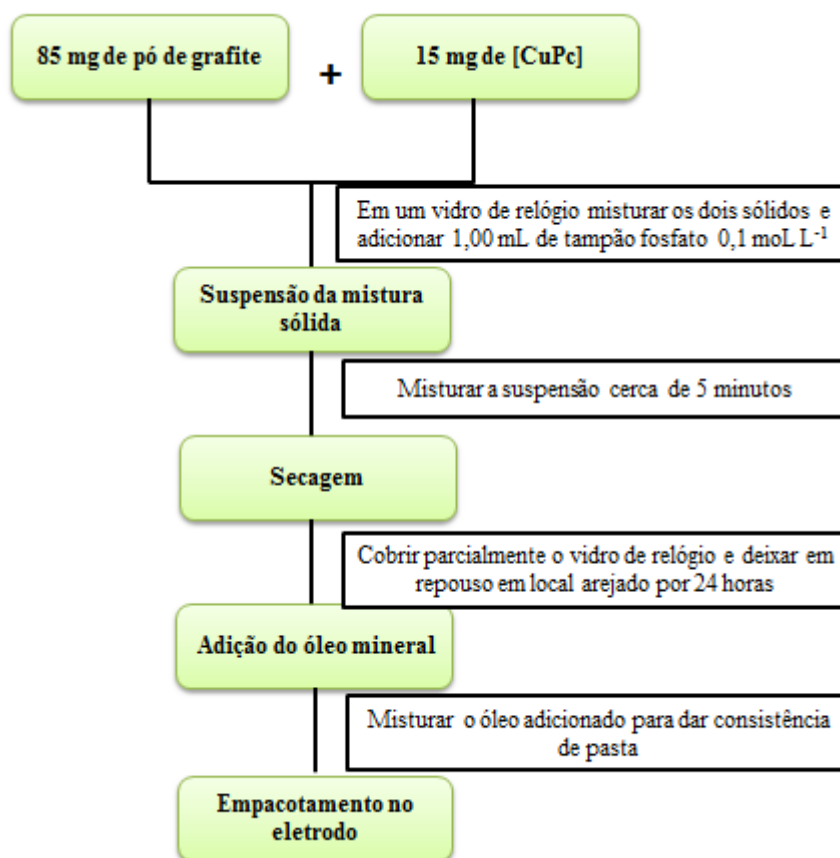 85 mg de pó de grafite
+
15 mg de [CuPc]
Em um vidro de relógio misturar os dois sólidos e
adicionar 1,00 mL de tampão fosfato 0,1 moL L⁻¹
Suspensão da mistura
sólida
Misturar a suspensão cerca de 5 minutos
Secagem
Cobrir parcialmente o vidro de relógio e deixar em
repouso em local arejado por 24 horas
Adição do óleo mineral
Misturar o óleo adicionado para dar consistência
de pasta
Empacotamento no
eletrodo